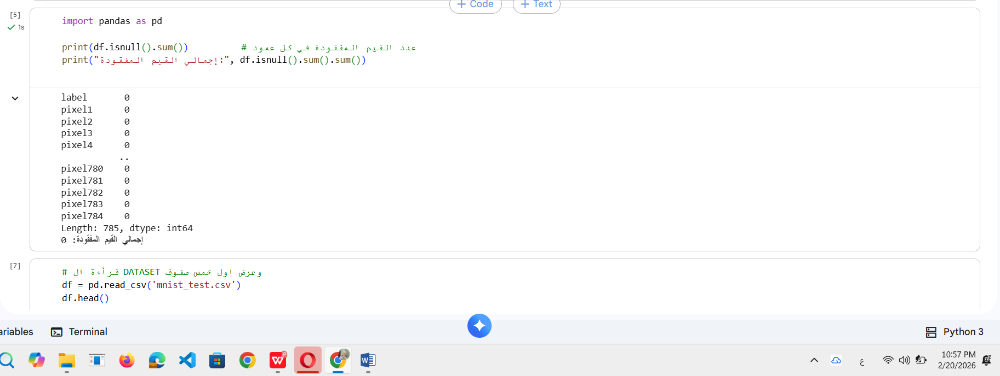 + Code + Text
[5]
1s
import pandas as pd
print(df.isnull().sum()) # عدد القيم المفقودة في كل عمود
print("إجمالي القيم المفقودة:", df.isnull().sum().sum())
label 0
pixel1 0
pixel2 0
pixel3 0
pixel4 0
..
pixel780 0
pixel781 0
pixel782 0
pixel783 0
pixel784 0
Length: 785, dtype: int64
إجمالي القيم المفقودة: 0
[7]
# قرأءة ال DATASET وعرض اول خمس صفوف
df = pd.read_csv('mnist_test.csv')
df.head()
ariables Terminal Python 3
ع 10:57 PM
2/20/2026